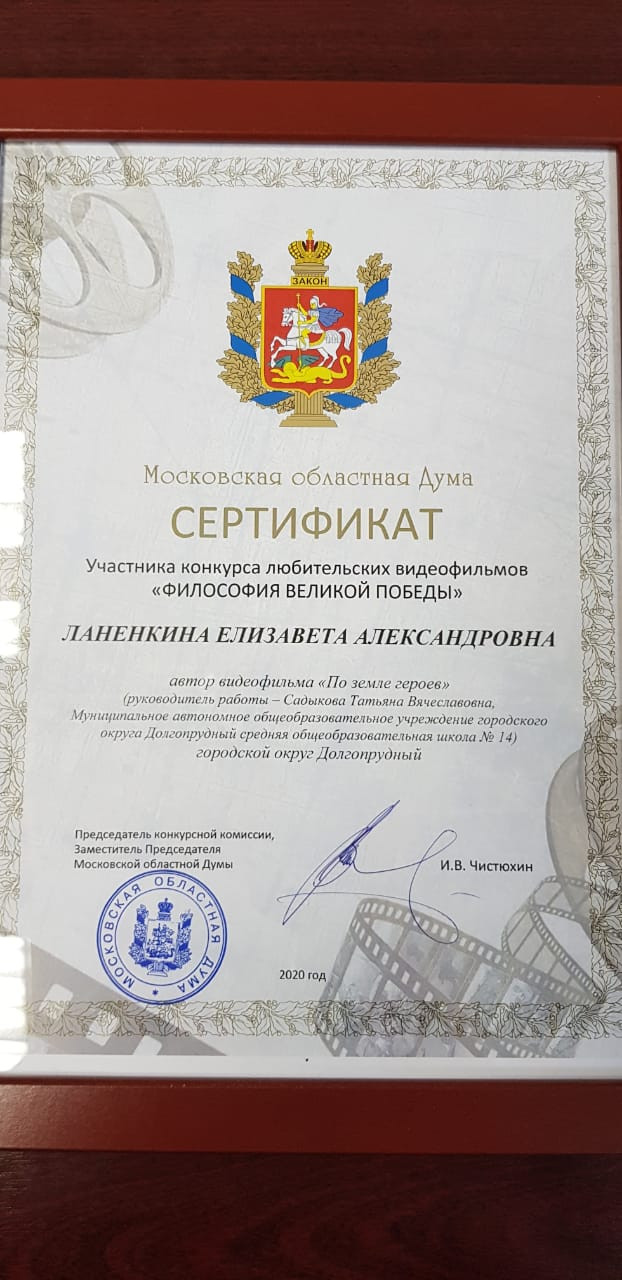 ЗАКОН
Московская областная Дума
СЕРТИФИКАТ
Участника конкурса любительских видеофильмов
«ФИЛОСОФИЯ ВЕЛИКОЙ ПОБЕДЫ»
ЛАНЕНКИНА ЕЛИЗАВЕТА АЛЕКСАНДРОВНА
автор видеофильма «По земле героев»
(руководитель работы – Садыкова Татьяна Вячеславовна,
Муниципальное автономное общеобразовательное учреждение городского
округа Долгопрудный средняя общеобразовательная школа № 14)
городской округ Долгопрудный
Председатель конкурсной комиссии,
Заместитель Председателя
Московской областной Думы
И.В. Чистюхин
МОСКОВСКАЯ ОБЛАСТНАЯ ДУМА
2020 год